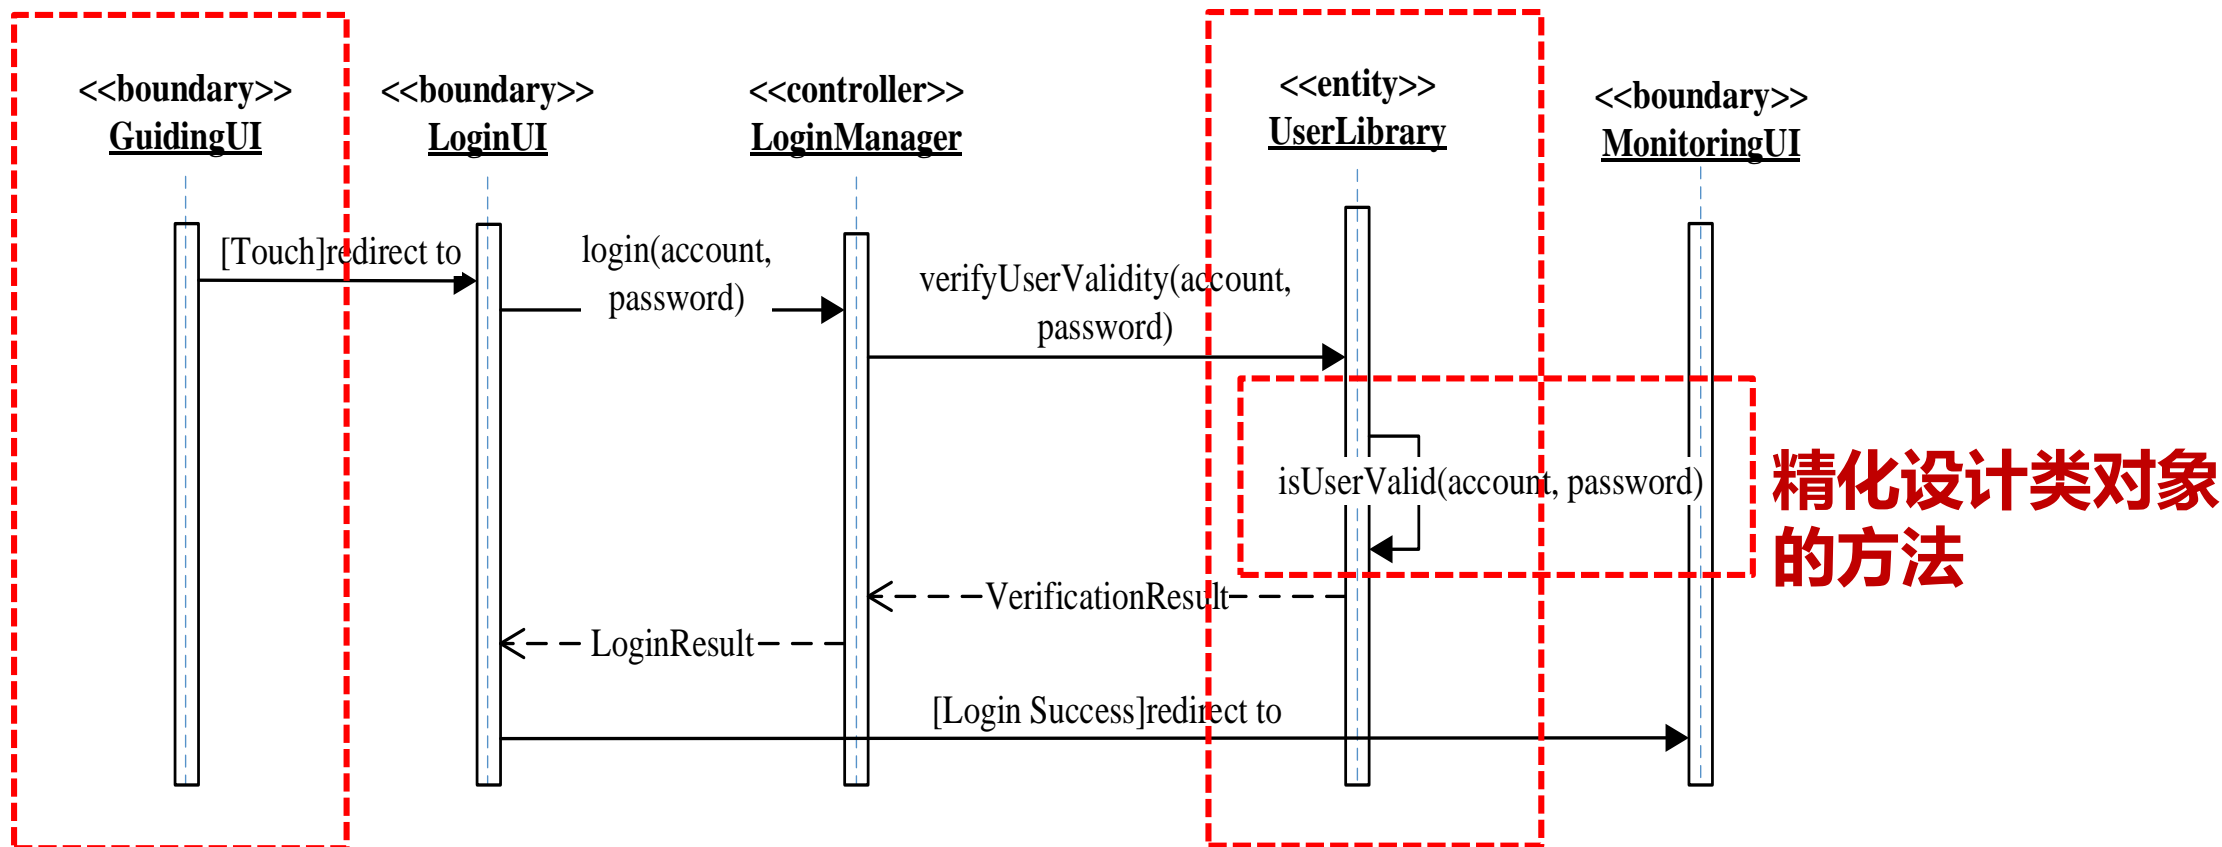 <<boundary>>
GuidingUI
<<boundary>>
LoginUI
<<controller>>
LoginManager
<<entity>>
UserLibrary
<<boundary>>
MonitoringUI
[Touch]redirect to
login(account,
password)
verifyUserValidity(account,
password)
isUserValid(account, password)
精化设计类对象
的方法
VerificationResult
LoginResult
[Login Success]redirect to